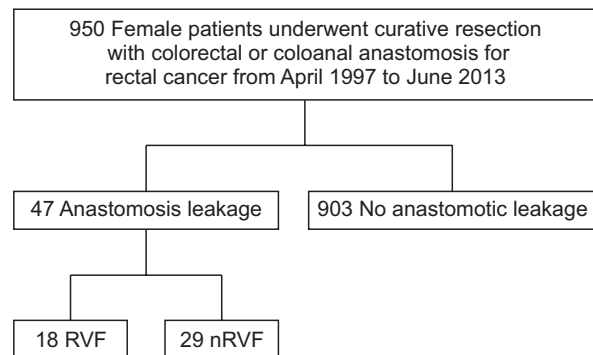 950 Female patients underwent curative resection
with colorectal or coloanal anastomosis for
rectal cancer from April 1997 to June 2013
47 Anastomosis leakage
903 No anastomotic leakage
18 RVF
29 nRVF